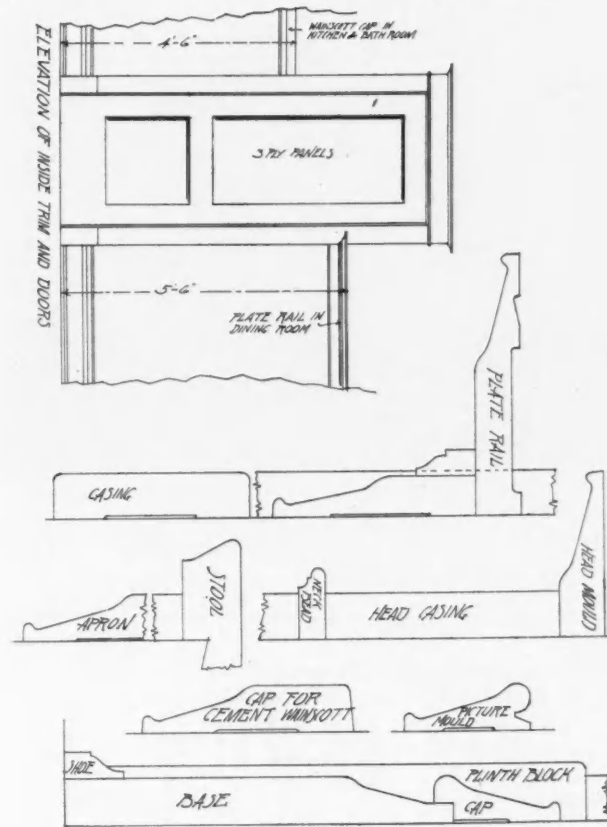 WAINSCOTT CAP IN
KITCHEN & BATH ROOM
4'-6"
3 PLY PANELS
ELEVATION OF INSIDE TRIM AND DOORS
5'-6"
PLATE RAIL IN
DINING ROOM
PLATE RAIL
CASING
HEAD MOULD
STOOL
NECK
BEAD
HEAD CASING
APRON
CAP FOR
CEMENT WAINSCOTT
PICTURE
MOULD
SHOE
PLINTH BLOCK
BASE
CAP